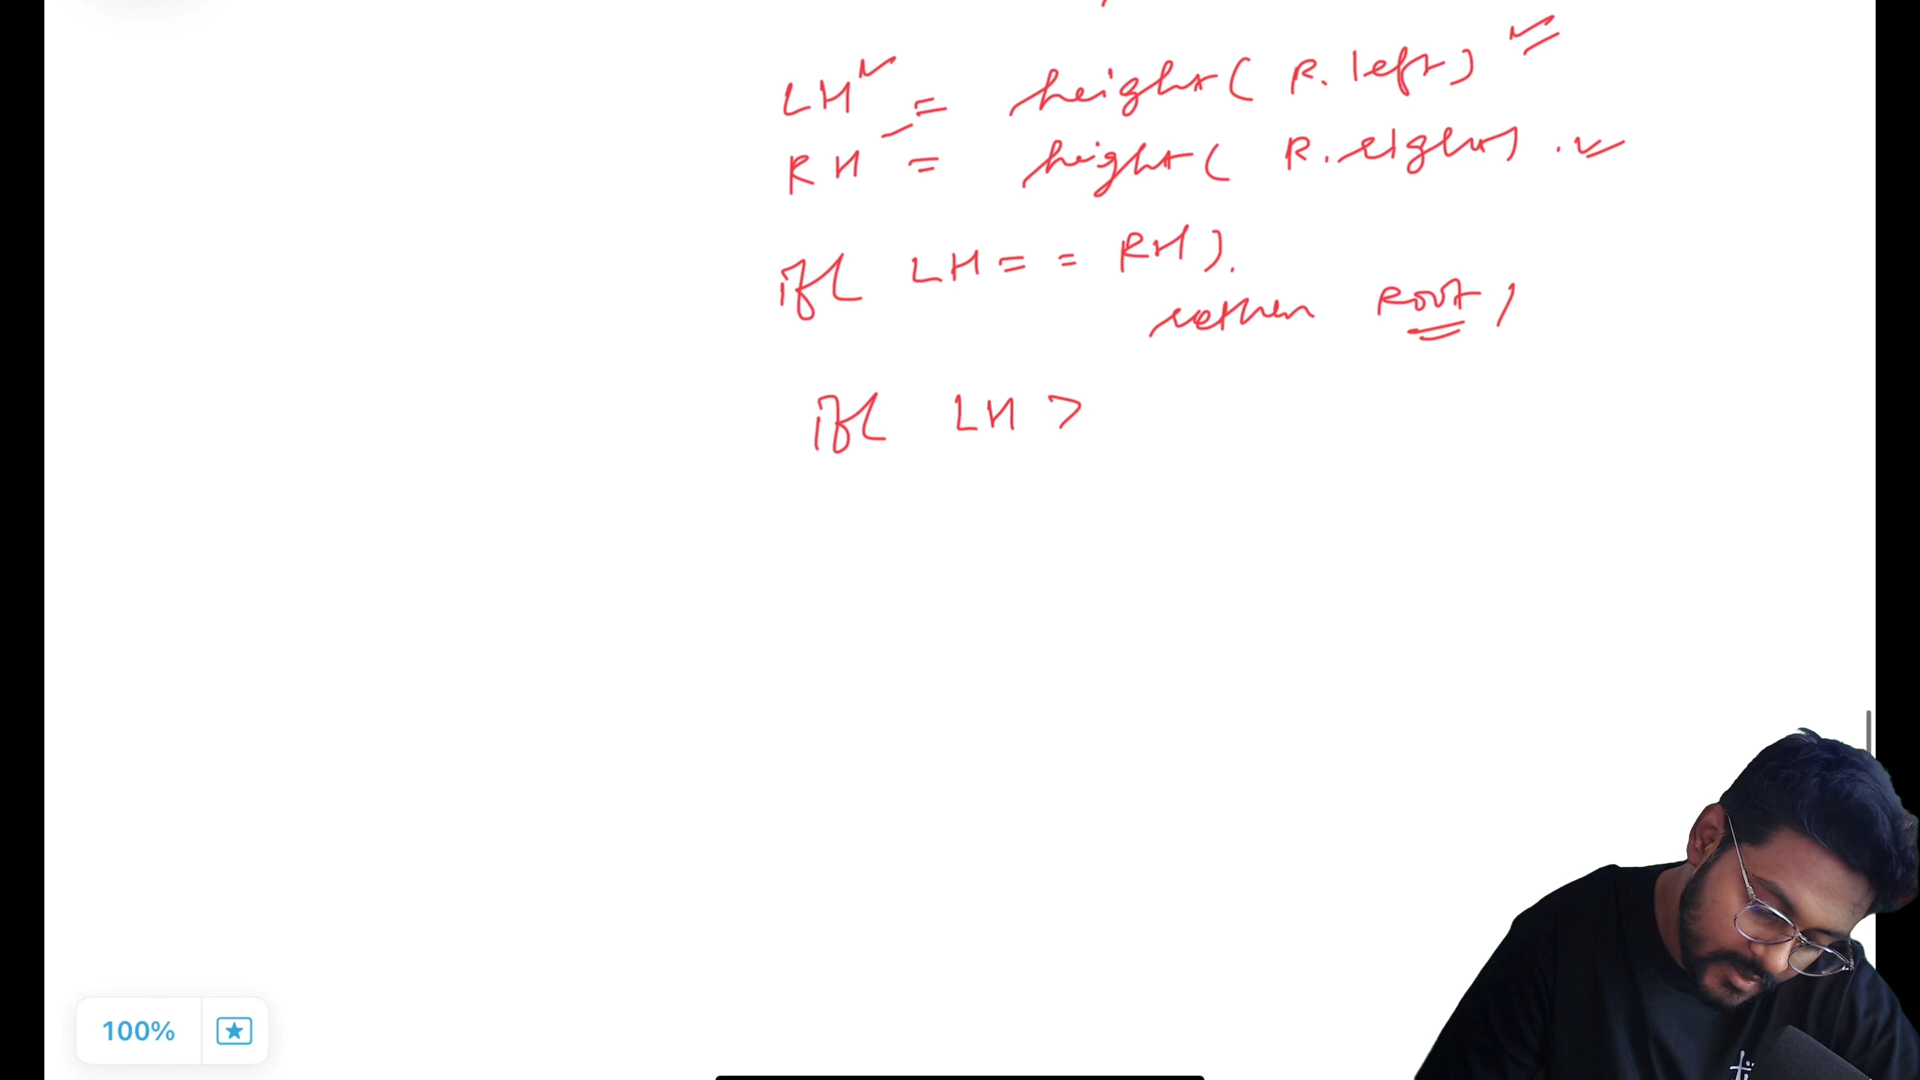 LH = height( R.left)
RH = height( R.right) .
if( LH = = RH ).
return Root ;
if( LH >
100%